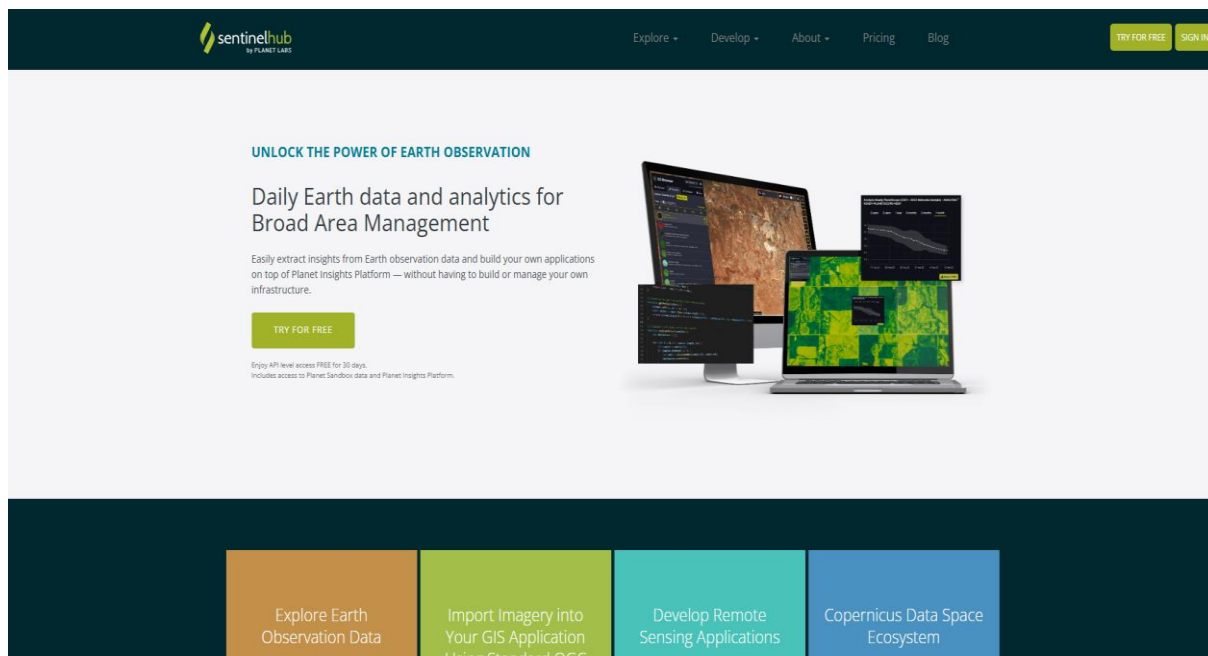 sentinelhub
by PLANET LABS
Explore
Develop
About
Pricing
Blog
TRY FOR FREE
SIGN IN
UNLOCK THE POWER OF EARTH OBSERVATION
Daily Earth data and analytics for
Broad Area Management
Easily extract insights from Earth observation data and build your own applications
on top of Planet Insights Platform — without having to build or manage your own
infrastructure.
TRY FOR FREE
Enjoy API level access FREE for 30 days.
Includes access to Planet Sandbox data and Planet Insights Platform.
Explore Earth
Observation Data
Import Imagery into
Your GIS Application
Using Standard OGC
Develop Remote
Sensing Applications
Copernicus Data Space
Ecosystem